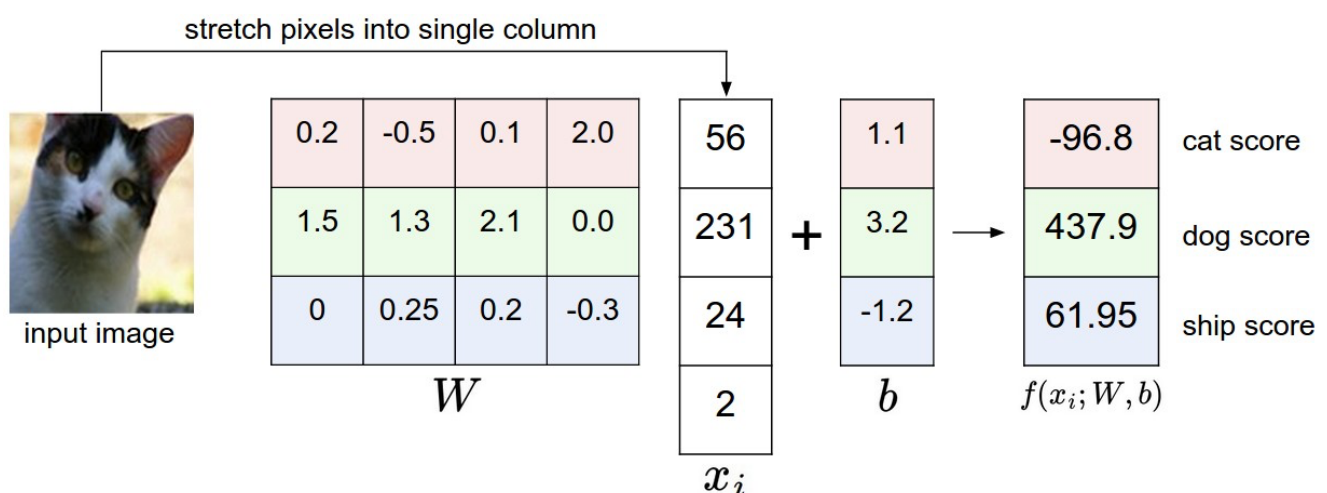 stretch pixels into single column
input image
0.2 -0.5 0.1 2.0
1.5 1.3 2.1 0.0
0 0.25 0.2 -0.3
W
56
231
24
2
x_i
+
1.1
3.2
-1.2
b
-96.8 cat score
437.9 dog score
61.95 ship score
f(x_i; W, b)